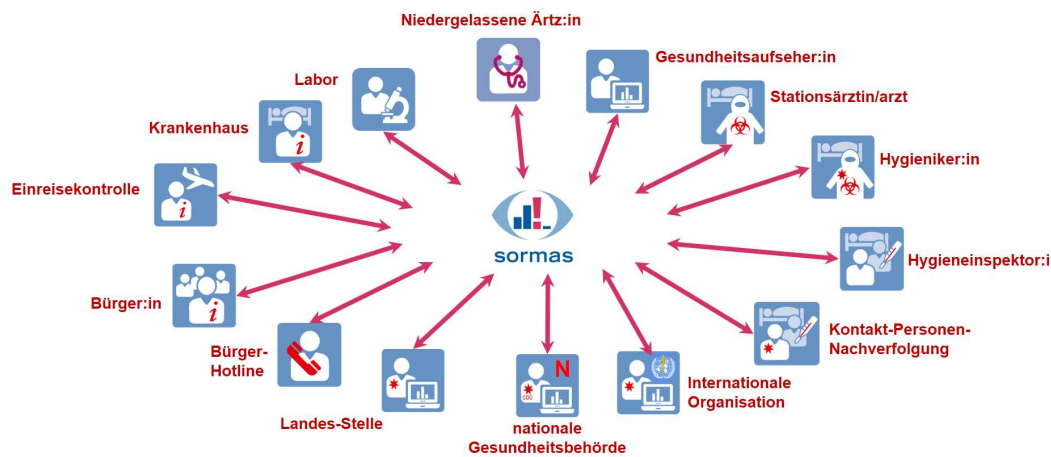 Niedergelassene Ärtz:in
Gesundheitsaufseher:in
Labor
Stationsärztin/arzt
Krankenhaus
Hygieniker:in
Einreisekontrolle
sormas
Hygieneinspektor:i
Bürger:in
Kontakt-Personen-
Nachverfolgung
Bürger-
Hotline
Internationale
Organisation
Landes-Stelle
N
CDC
nationale
Gesundheitsbehörde
i
i
i